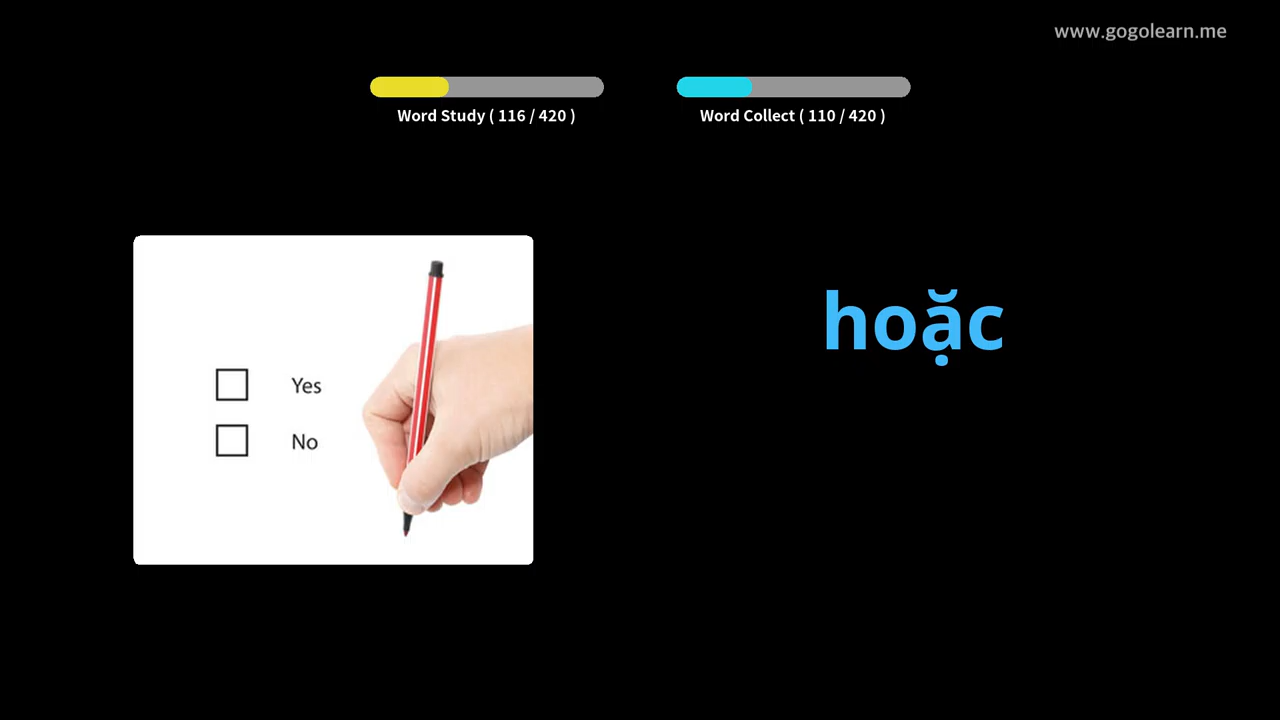 www.gogolearn.me
Word Study ( 116 / 420 )
Word Collect ( 110 / 420 )
hoặc
Yes
No